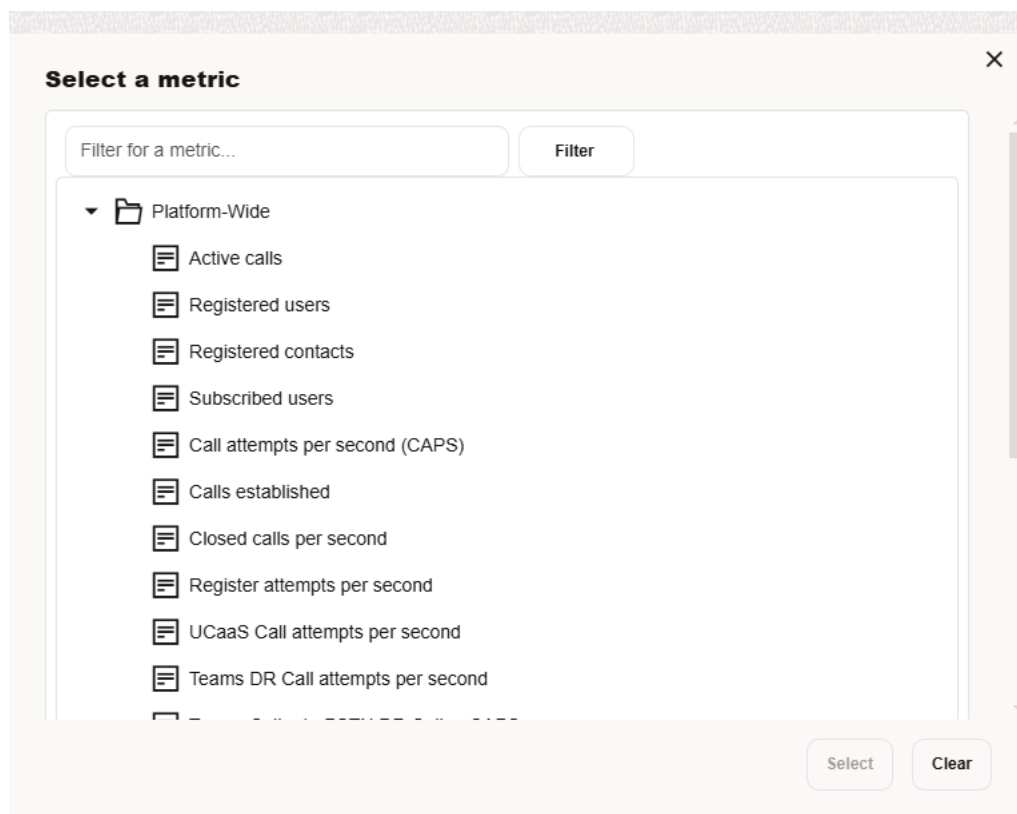 Select a metric
Filter for a metric...
Filter
Platform-Wide
Active calls
Registered users
Registered contacts
Subscribed users
Call attempts per second (CAPS)
Calls established
Closed calls per second
Register attempts per second
UCaaS Call attempts per second
Teams DR Call attempts per second
Select
Clear